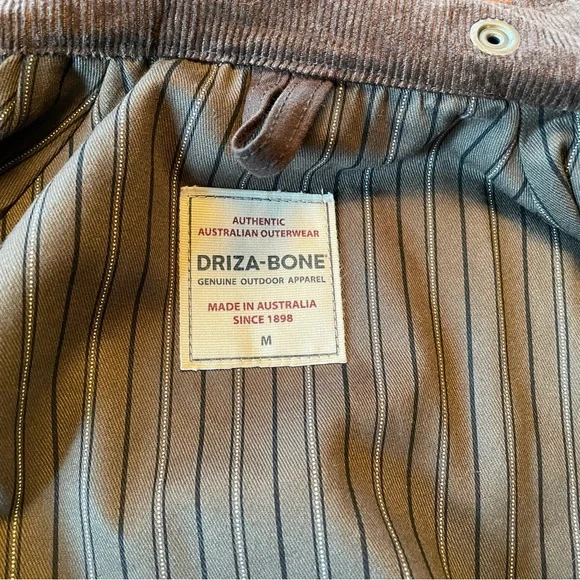 AUTHENTIC
AUSTRALIAN OUTERWEAR
DRIZA-BONE®
GENUINE OUTDOOR APPAREL
MADE IN AUSTRALIA
SINCE 1898
M